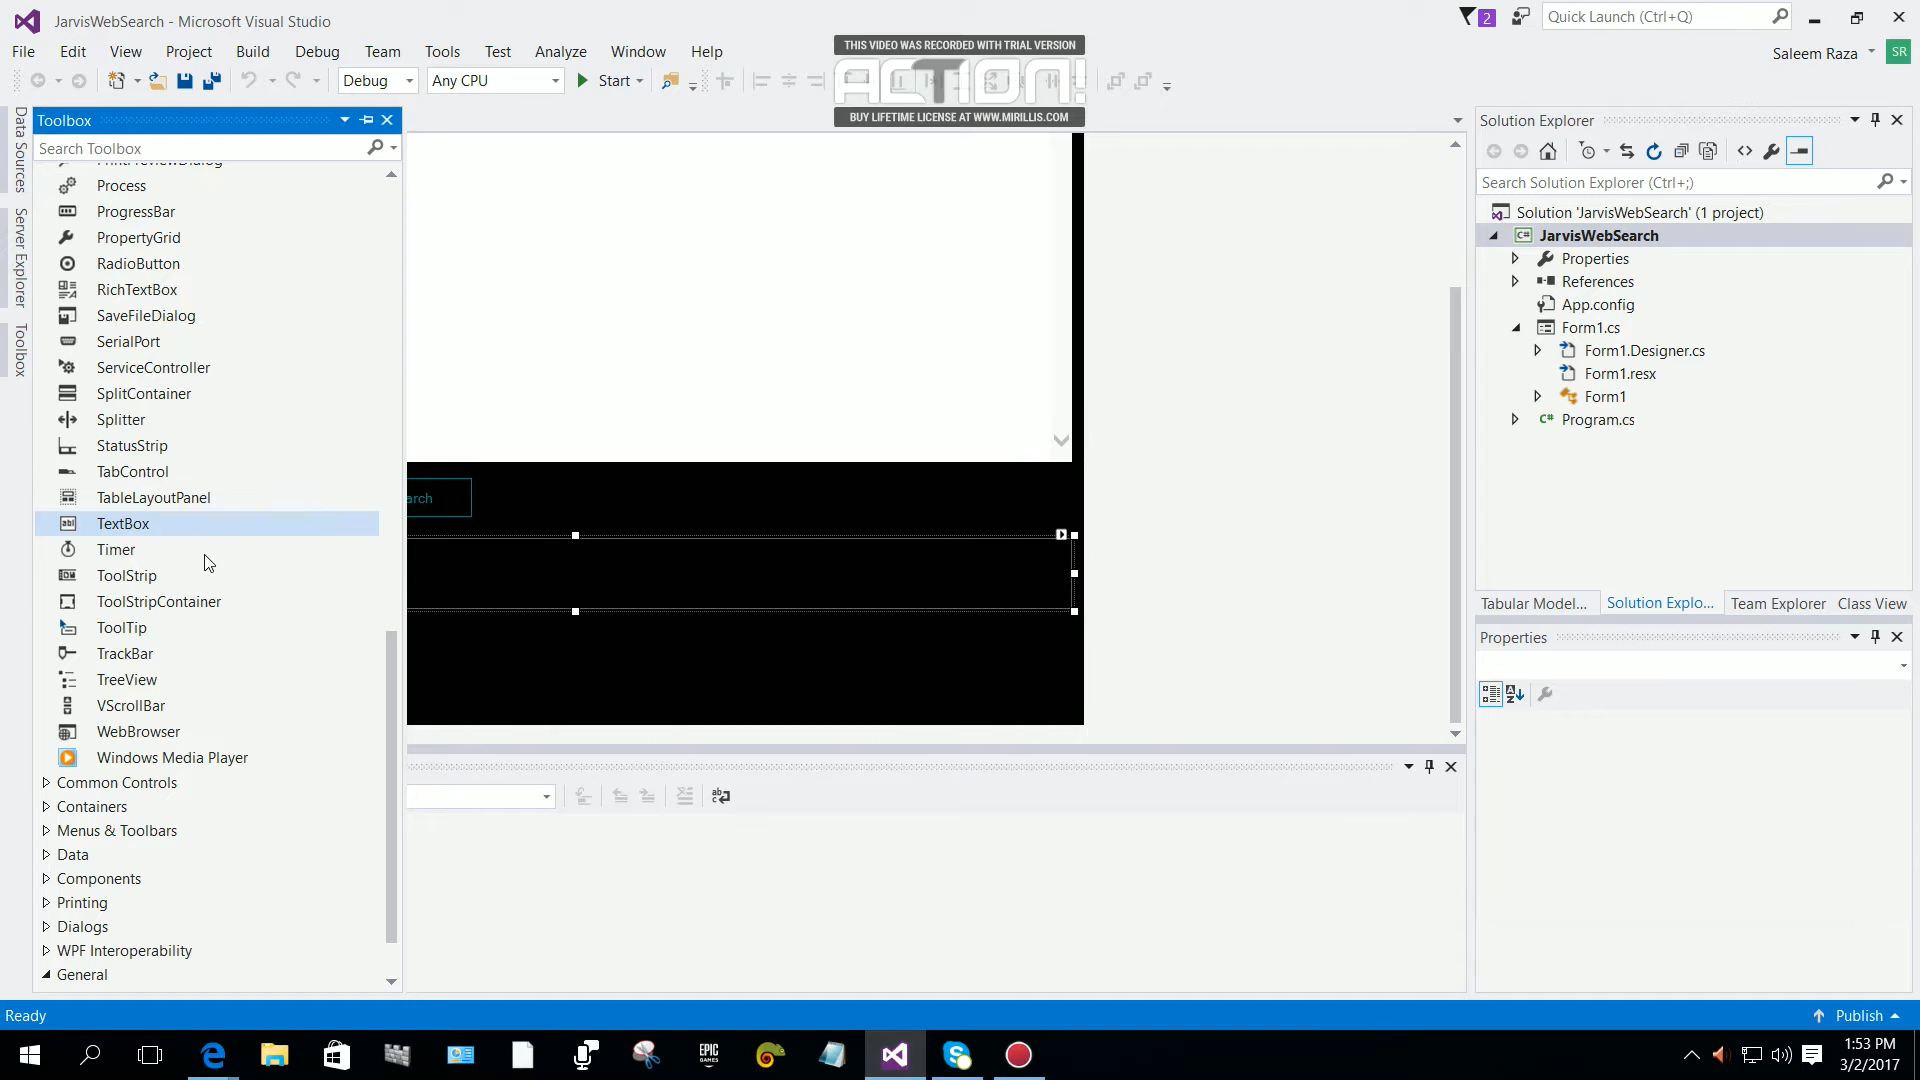 JarvisWebSearch - Microsoft Visual Studio
2
Quick Launch (Ctrl+Q)
File Edit View Project Build Debug Team Tools Test Analyze Window Help
Saleem Raza
SR
THIS VIDEO WAS RECORDED WITH TRIAL VERSION
ACTION!
BUY LIFETIME LICENSE AT WWW.MIRILLIS.COM
Debug
Any CPU
Start
Data Sources
Server Explorer
Toolbox
Toolbox
Search Toolbox
PrintPreviewDialog
Process
ProgressBar
PropertyGrid
RadioButton
RichTextBox
SaveFileDialog
SerialPort
ServiceController
SplitContainer
Splitter
StatusStrip
TabControl
TableLayoutPanel
TextBox
Timer
ToolStrip
ToolStripContainer
ToolTip
TrackBar
TreeView
VScrollBar
WebBrowser
Windows Media Player
Common Controls
Containers
Menus & Toolbars
Data
Components
Printing
Dialogs
WPF Interoperability
General
arch
Solution Explorer
Search Solution Explorer (Ctrl+;)
Solution 'JarvisWebSearch' (1 project)
JarvisWebSearch
Properties
References
App.config
Form1.cs
Form1.Designer.cs
Form1.resx
Form1
Program.cs
Tabular Model... Solution Explo... Team Explorer Class View
Properties
Ready
Publish
EPIC GAMES
1:53 PM
3/2/2017